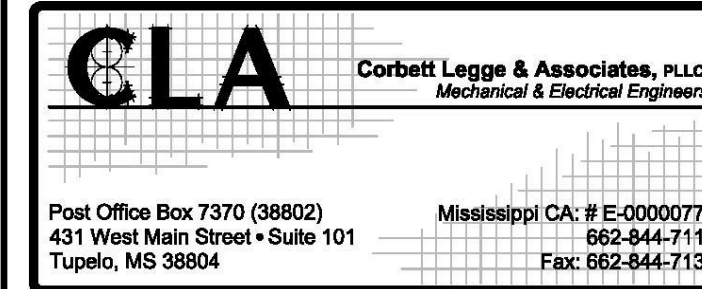 CLA
Corbett Legge & Associates, PLLC
Mechanical & Electrical Engineers
Post Office Box 7370 (38802)
431 West Main Street • Suite 101
Tupelo, MS 38804
Mississippi CA: # E-0000077
662-844-711
Fax: 662-844-713